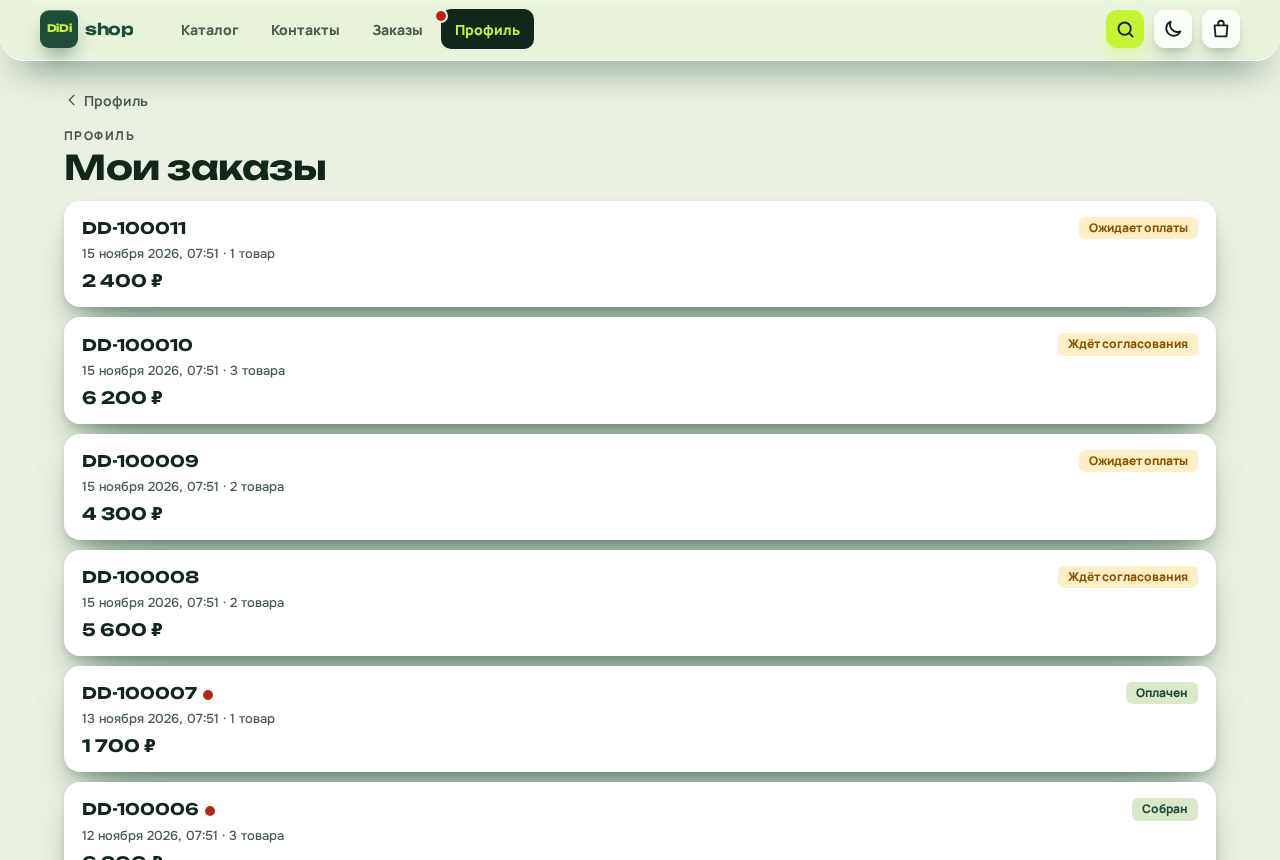 DiDi shop Каталог Контакты Заказы Профиль
Профиль
ПРОФИЛЬ
Мои заказы
DD-100011 Ожидает оплаты
15 ноября 2026, 07:51 · 1 товар
2 400 ₽
DD-100010 Ждёт согласования
15 ноября 2026, 07:51 · 3 товара
6 200 ₽
DD-100009 Ожидает оплаты
15 ноября 2026, 07:51 · 2 товара
4 300 ₽
DD-100008 Ждёт согласования
15 ноября 2026, 07:51 · 2 товара
5 600 ₽
DD-100007 Оплачен
13 ноября 2026, 07:51 · 1 товар
1 700 ₽
DD-100006 Собран
12 ноября 2026, 07:51 · 3 товара